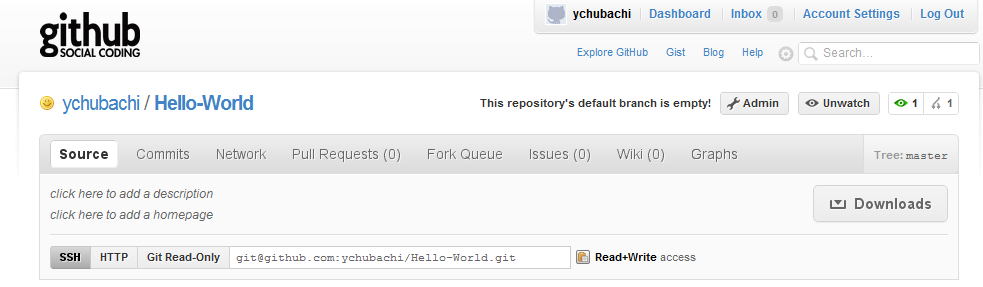 github
SOCIAL CODING
ychubachi Dashboard Inbox 0 Account Settings Log Out
Explore GitHub Gist Blog Help Search...
ychubachi / Hello-World
This repository's default branch is empty! Admin Unwatch 1 1
Source Commits Network Pull Requests (0) Fork Queue Issues (0) Wiki (0) Graphs Tree: master
click here to add a description
click here to add a homepage
Downloads
SSH HTTP Git Read-Only git@github.com:ychubachi/Hello-World.git Read+Write access